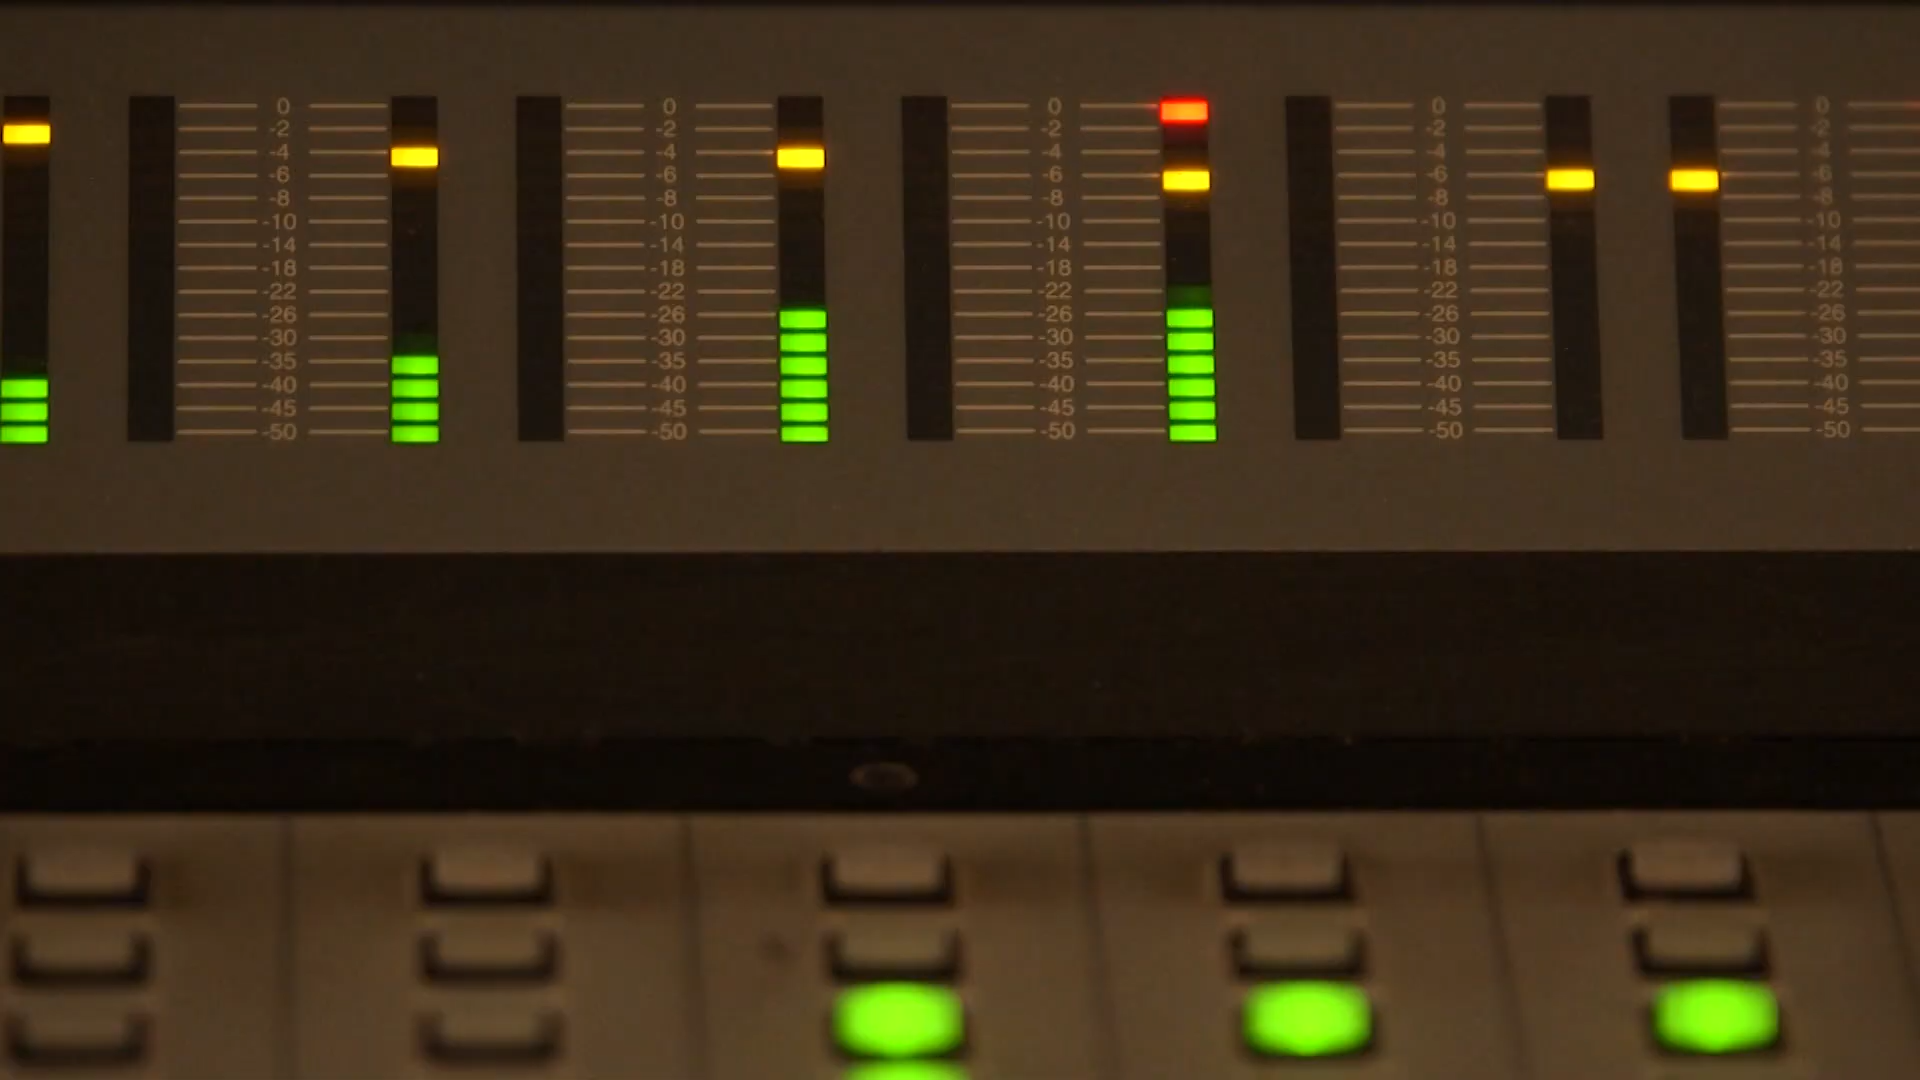 0 0 0 0 0
-2 -2 -2 -2 -2
-4 -4 -4 -4 -4
-6 -6 -6 -6 -6
-8 -8 -8 -8 -8
-10 -10 -10 -10 -10
-14 -14 -14 -14 -14
-18 -18 -18 -18 -18
-22 -22 -22 -22 -22
-26 -26 -26 -26 -26
-30 -30 -30 -30 -30
-35 -35 -35 -35 -35
-40 -40 -40 -40 -40
-45 -45 -45 -45 -45
-50 -50 -50 -50 -50